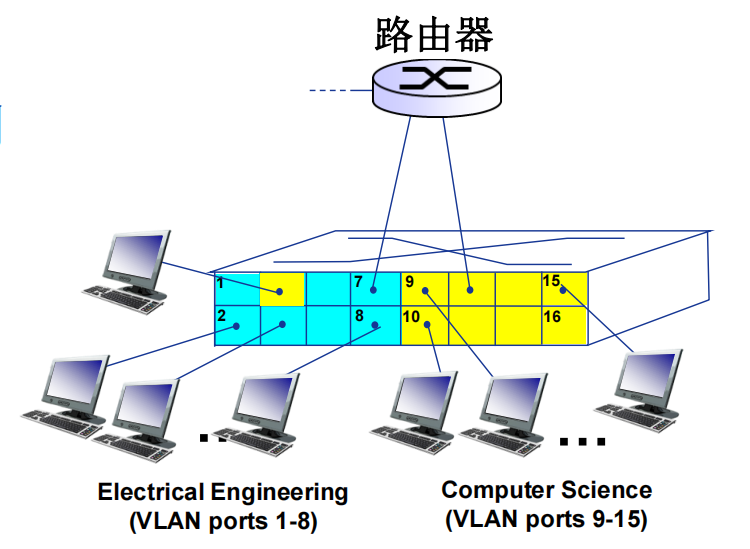 路由器
1
7
9
15
2
8
10
16
...
...
Electrical Engineering
(VLAN ports 1-8)
Computer Science
(VLAN ports 9-15)